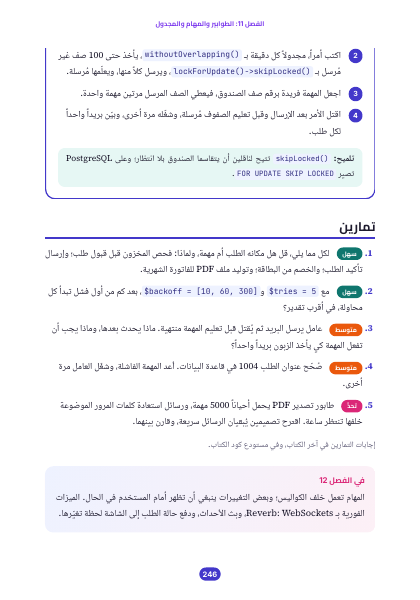 الفصل 11: الطوابير والمهام والمجدول
2 اكتب أمراً، مجدولاً كل دقيقة بـ withoutOverlapping()، يأخذ حتى 100 صف غير
مُرسل بـ lockForUpdate()->skipLocked()، ويرسل كلاً منها، ويعلّمها مُرسلة.
3 اجعل المهمة فريدة برقم صف الصندوق، فيعطي الصف المرسل مرتين مهمة واحدة.
4 اقتل الأمر بعد الإرسال وقبل تعليم الصفوف مُرسلة، وشغّله مرة أخرى، وبيّن بريداً واحداً
لكل طلب.
تلميح: skipLocked() تتيح لناقلين أن يتقاسما الصندوق بلا انتظار؛ وعلى PostgreSQL
تصير FOR UPDATE SKIP LOCKED.
تمارين
1. سهل لكل مما يلي، قل هل مكانه الطلب أم مهمة، ولماذا: فحص المخزون قبل قبول طلب؛ وإرسال
تأكيد الطلب؛ والخصم من البطاقة؛ وتوليد ملف PDF للفاتورة الشهرية.
2. سهل مع $tries = 5 و $backoff = [10, 60, 300]، بعد كم من أول فشل تبدأ كل
محاولة، في أقرب تقدير؟
3. متوسط عامل يرسل البريد ثم يُقتل قبل تعليم المهمة منتهية. ماذا يحدث بعدها، وماذا يجب أن
تفعل المهمة كي يأخذ الزبون بريداً واحداً؟
4. متوسط صُحّح عنوان الطلب 1004 في قاعدة البيانات. أعد المهمة الفاشلة، وشغّل العامل مرة
أخرى.
5. تحدٍّ طابور تصدير PDF يحمل أحياناً 5000 مهمة، ورسائل استعادة كلمات المرور الموضوعة
خلفها تنتظر ساعة. اقترح تصميمين يُبقيان الرسائل سريعة، وقارن بينهما.
إجابات التمارين في آخر الكتاب، وفي مستودع كود الكتاب.
في الفصل 12
المهام تعمل خلف الكواليس؛ وبعض التغييرات ينبغي أن تظهر أمام المستخدم في الحال. الميزات
الفورية بـ Reverb: WebSockets، وبث الأحداث، ودفع حالة الطلب إلى الشاشة لحظة تغيّرها.
246